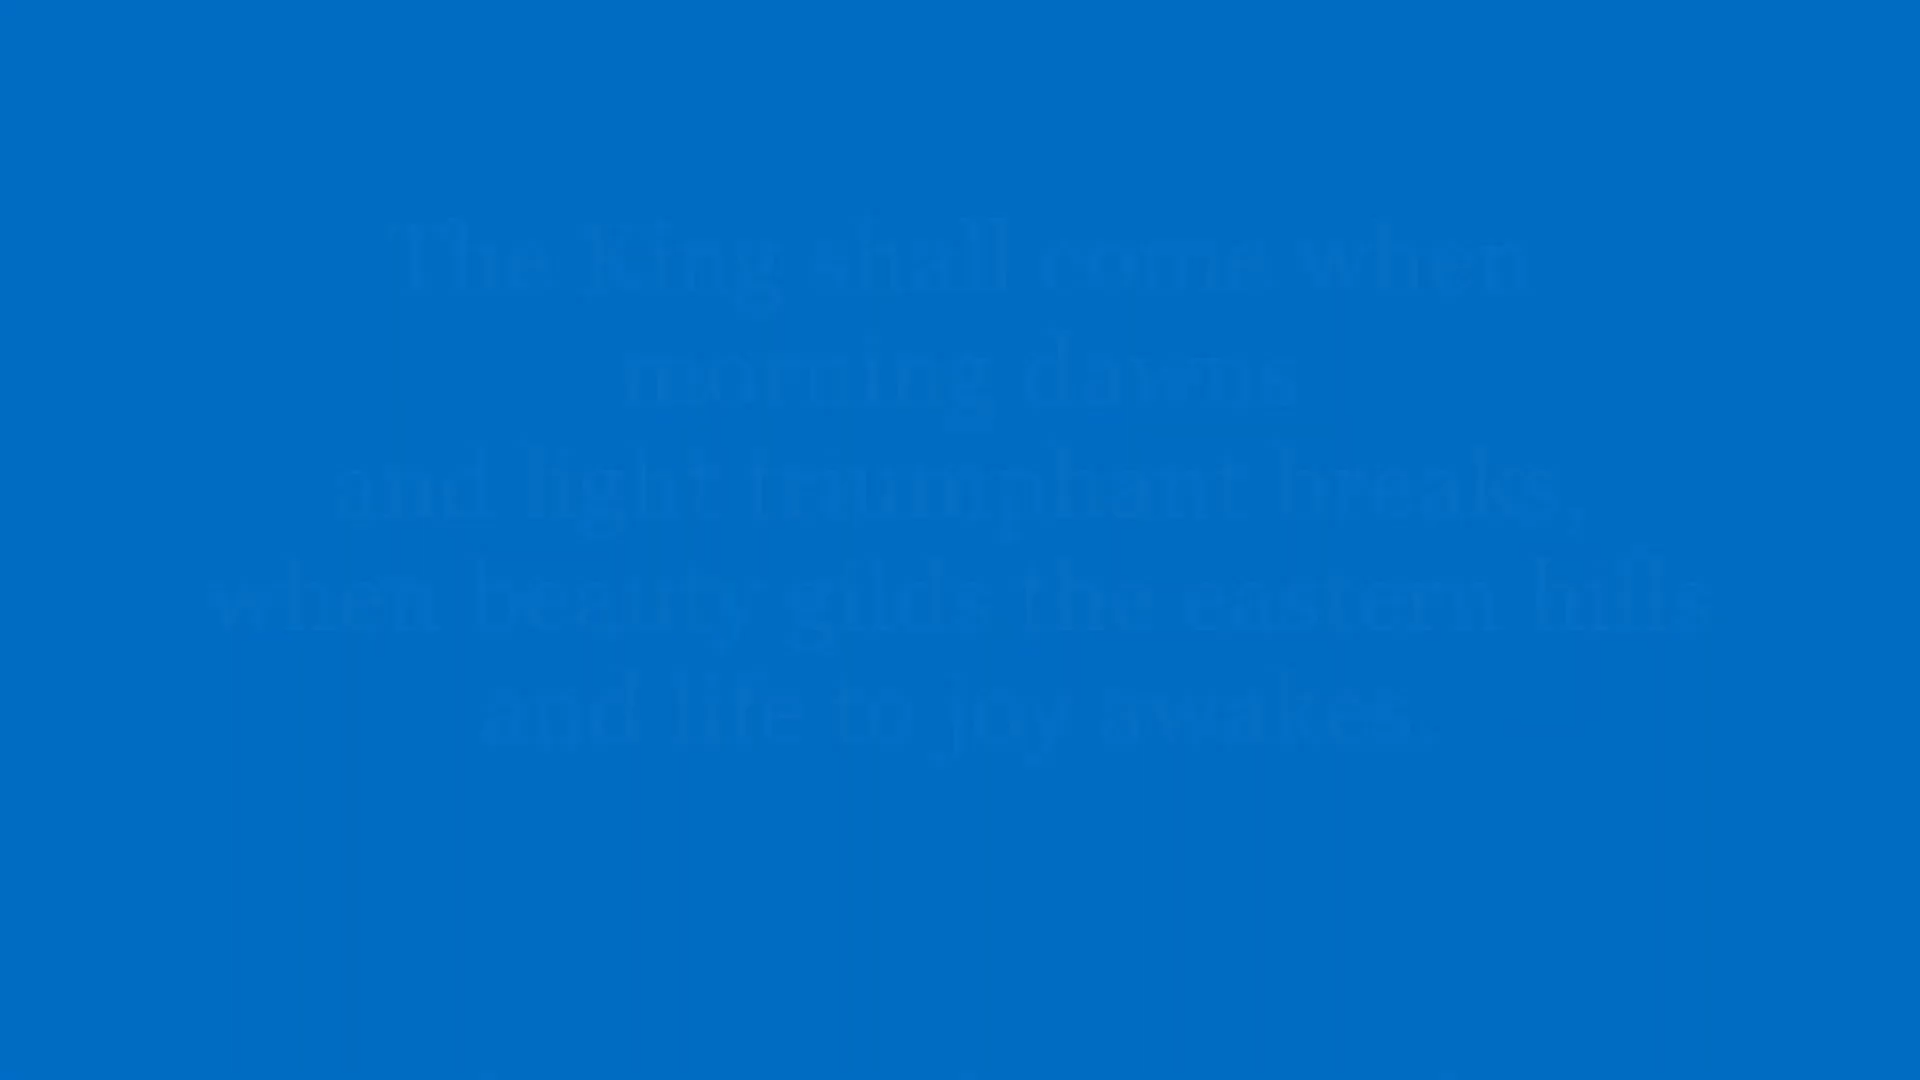 The King shall come when
morning dawns
and light triumphant breaks,
when beauty gilds the eastern hills
and life to joy awakes.